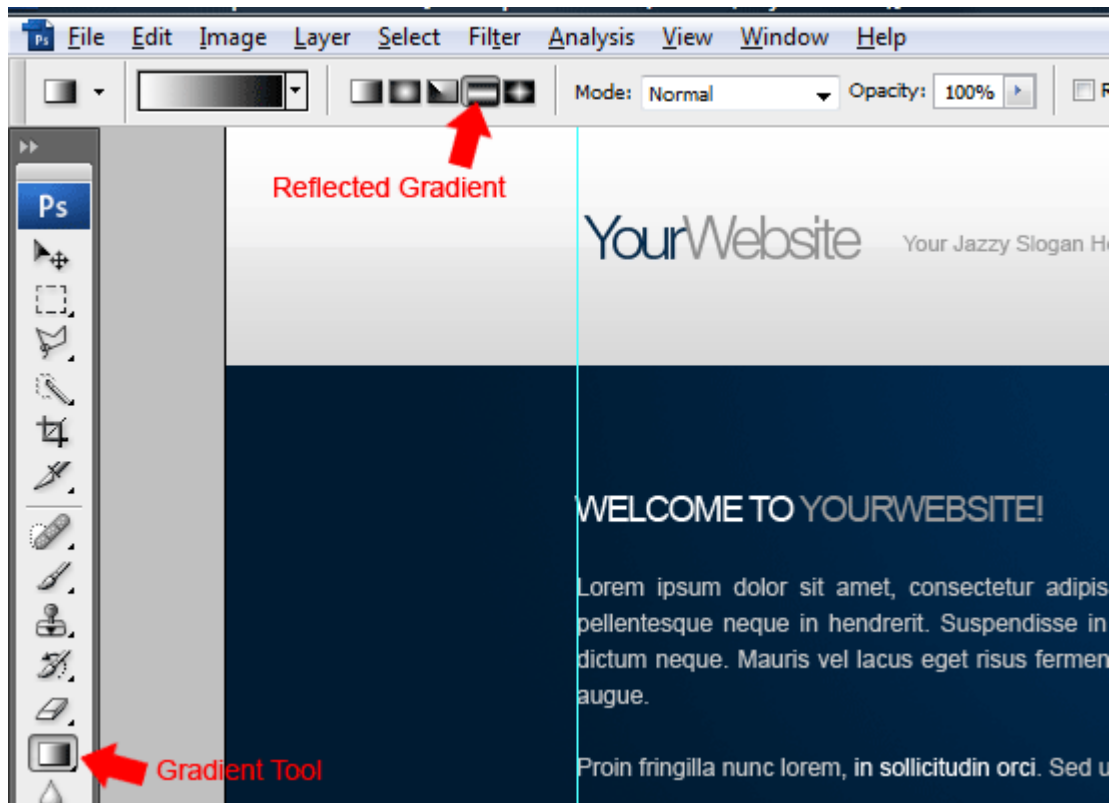 Ps File Edit Image Layer Select Filter Analysis View Window Help
Mode: Normal Opacity: 100%
Reflected Gradient
Ps
YourWebsite Your Jazzy Slogan
WELCOME TO YOURWEBSITE!
Lorem ipsum dolor sit amet, consectetur
pellentesque neque in hendrerit. Suspendisse in
dictum neque. Mauris vel lacus eget risus
augue.
Gradient Tool
Proin fringilla nunc lorem, in sollicitudin orci. Sed